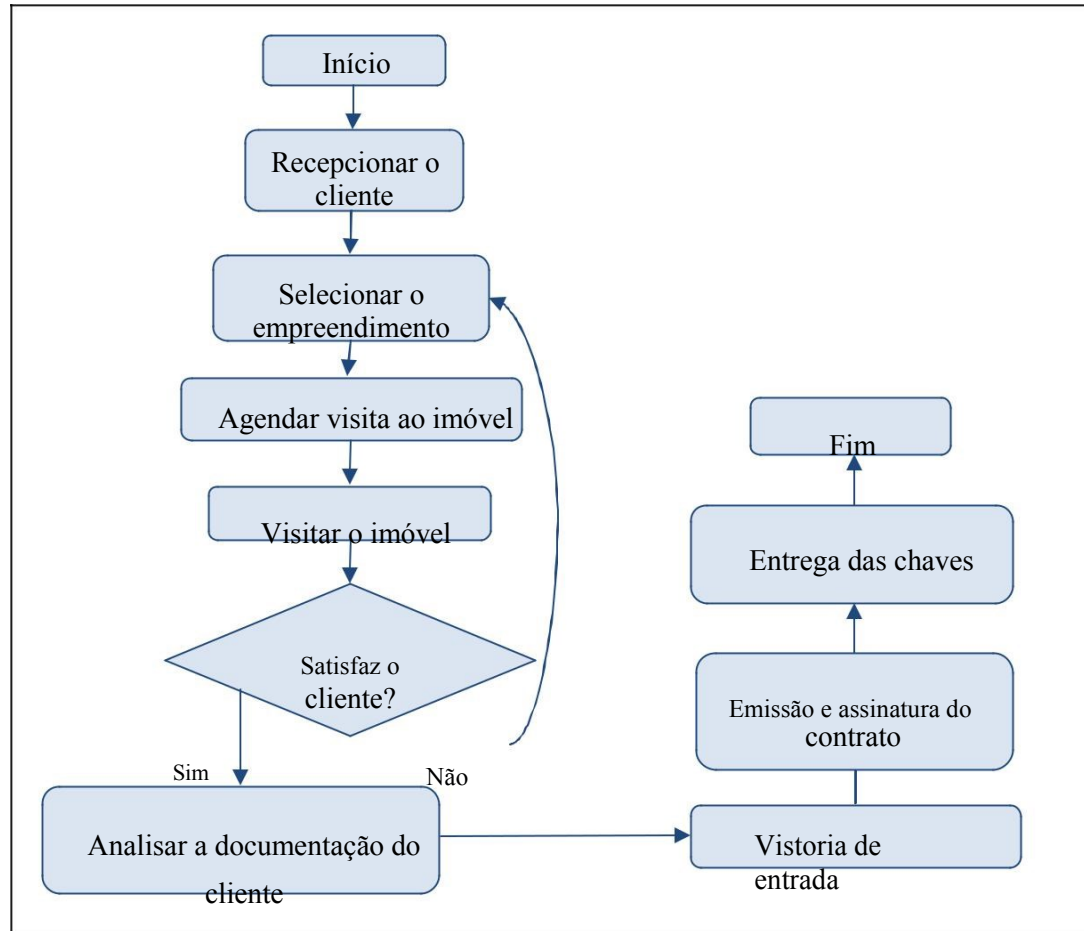 Início
Recepcionar o
cliente
Selecionar o
empreendimento
Agendar visita ao imóvel
Visitar o imóvel
Satisfaz o
cliente?
Sim
Não
Analisar a documentação do
cliente
Vistoria de
entrada
Emissão e assinatura do
contrato
Entrega das chaves
Fim